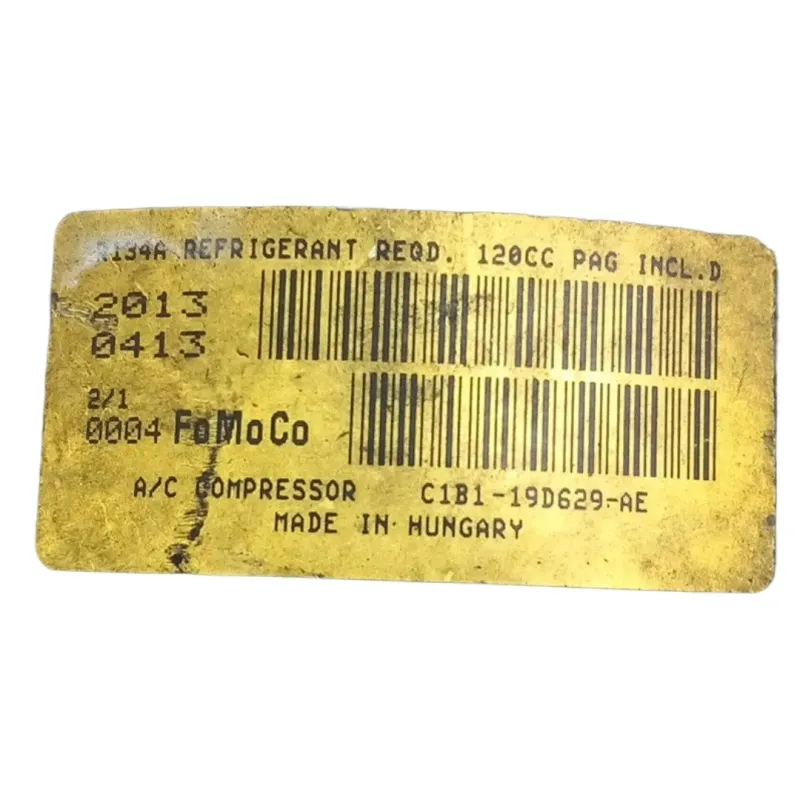 R134A REFRIGERANT REQD. 120CC PAG INCL.D
2013
0413
2/1
0004 FoMoCo
A/C COMPRESSOR C1B1-19D629-AE
MADE IN HUNGARY